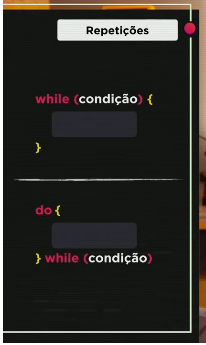 Repetições
while (condição) {
}
do {
} while (condição)